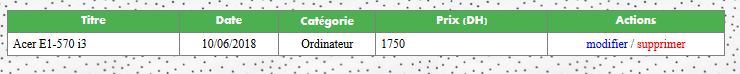 Titre Date Catégorie Prix (DH) Actions
Acer E1-570 i3 10/06/2018 Ordinateur 1750 modifier / supprimer